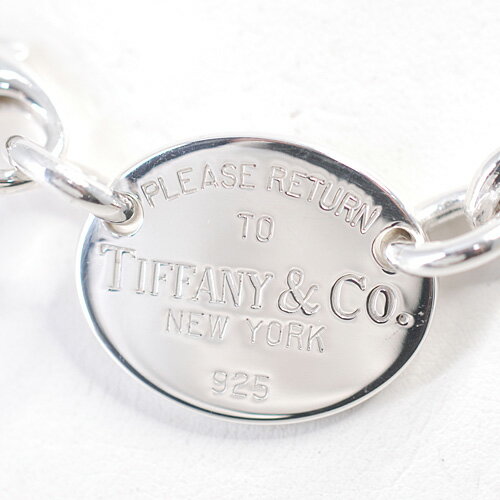 PLEASE RETURN
TO
TIFFANY & CO.
NEW YORK
925